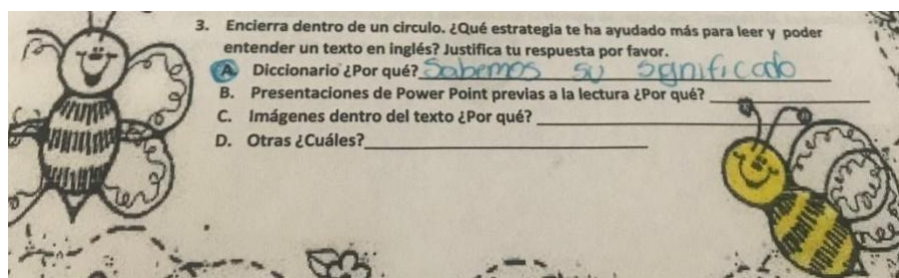 3. Encierra dentro de un circulo. ¿Qué estrategia te ha ayudado más para leer y poder
entender un texto en inglés? Justifica tu respuesta por favor.
A. Diccionario ¿Por qué? Sabemos su significado
B. Presentaciones de Power Point previas a la lectura ¿Por qué?
C. Imágenes dentro del texto ¿Por qué?
D. Otras ¿Cuáles?